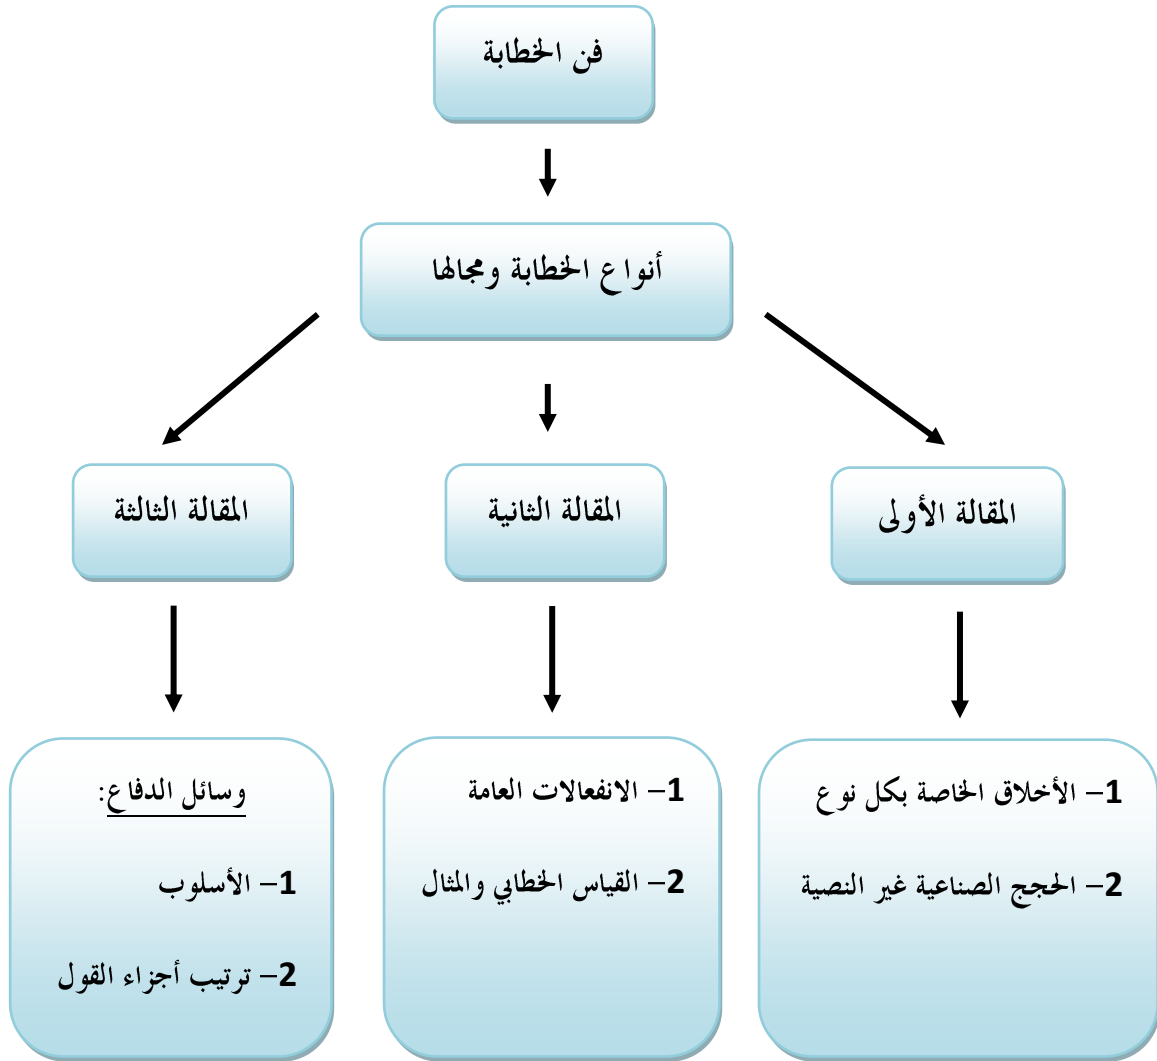 فن الخطابة
أنواع الخطابة ومجالها
المقالة الأولى
المقالة الثانية
المقالة الثالثة
1- الأخلاق الخاصة بكل نوع
2- الحجج الصناعية غير النصية
1- الانفعالات العامة
2- القياس الخطابي والمثال
وسائل الدفاع:
1- الأسلوب
2- ترتيب أجزاء القول